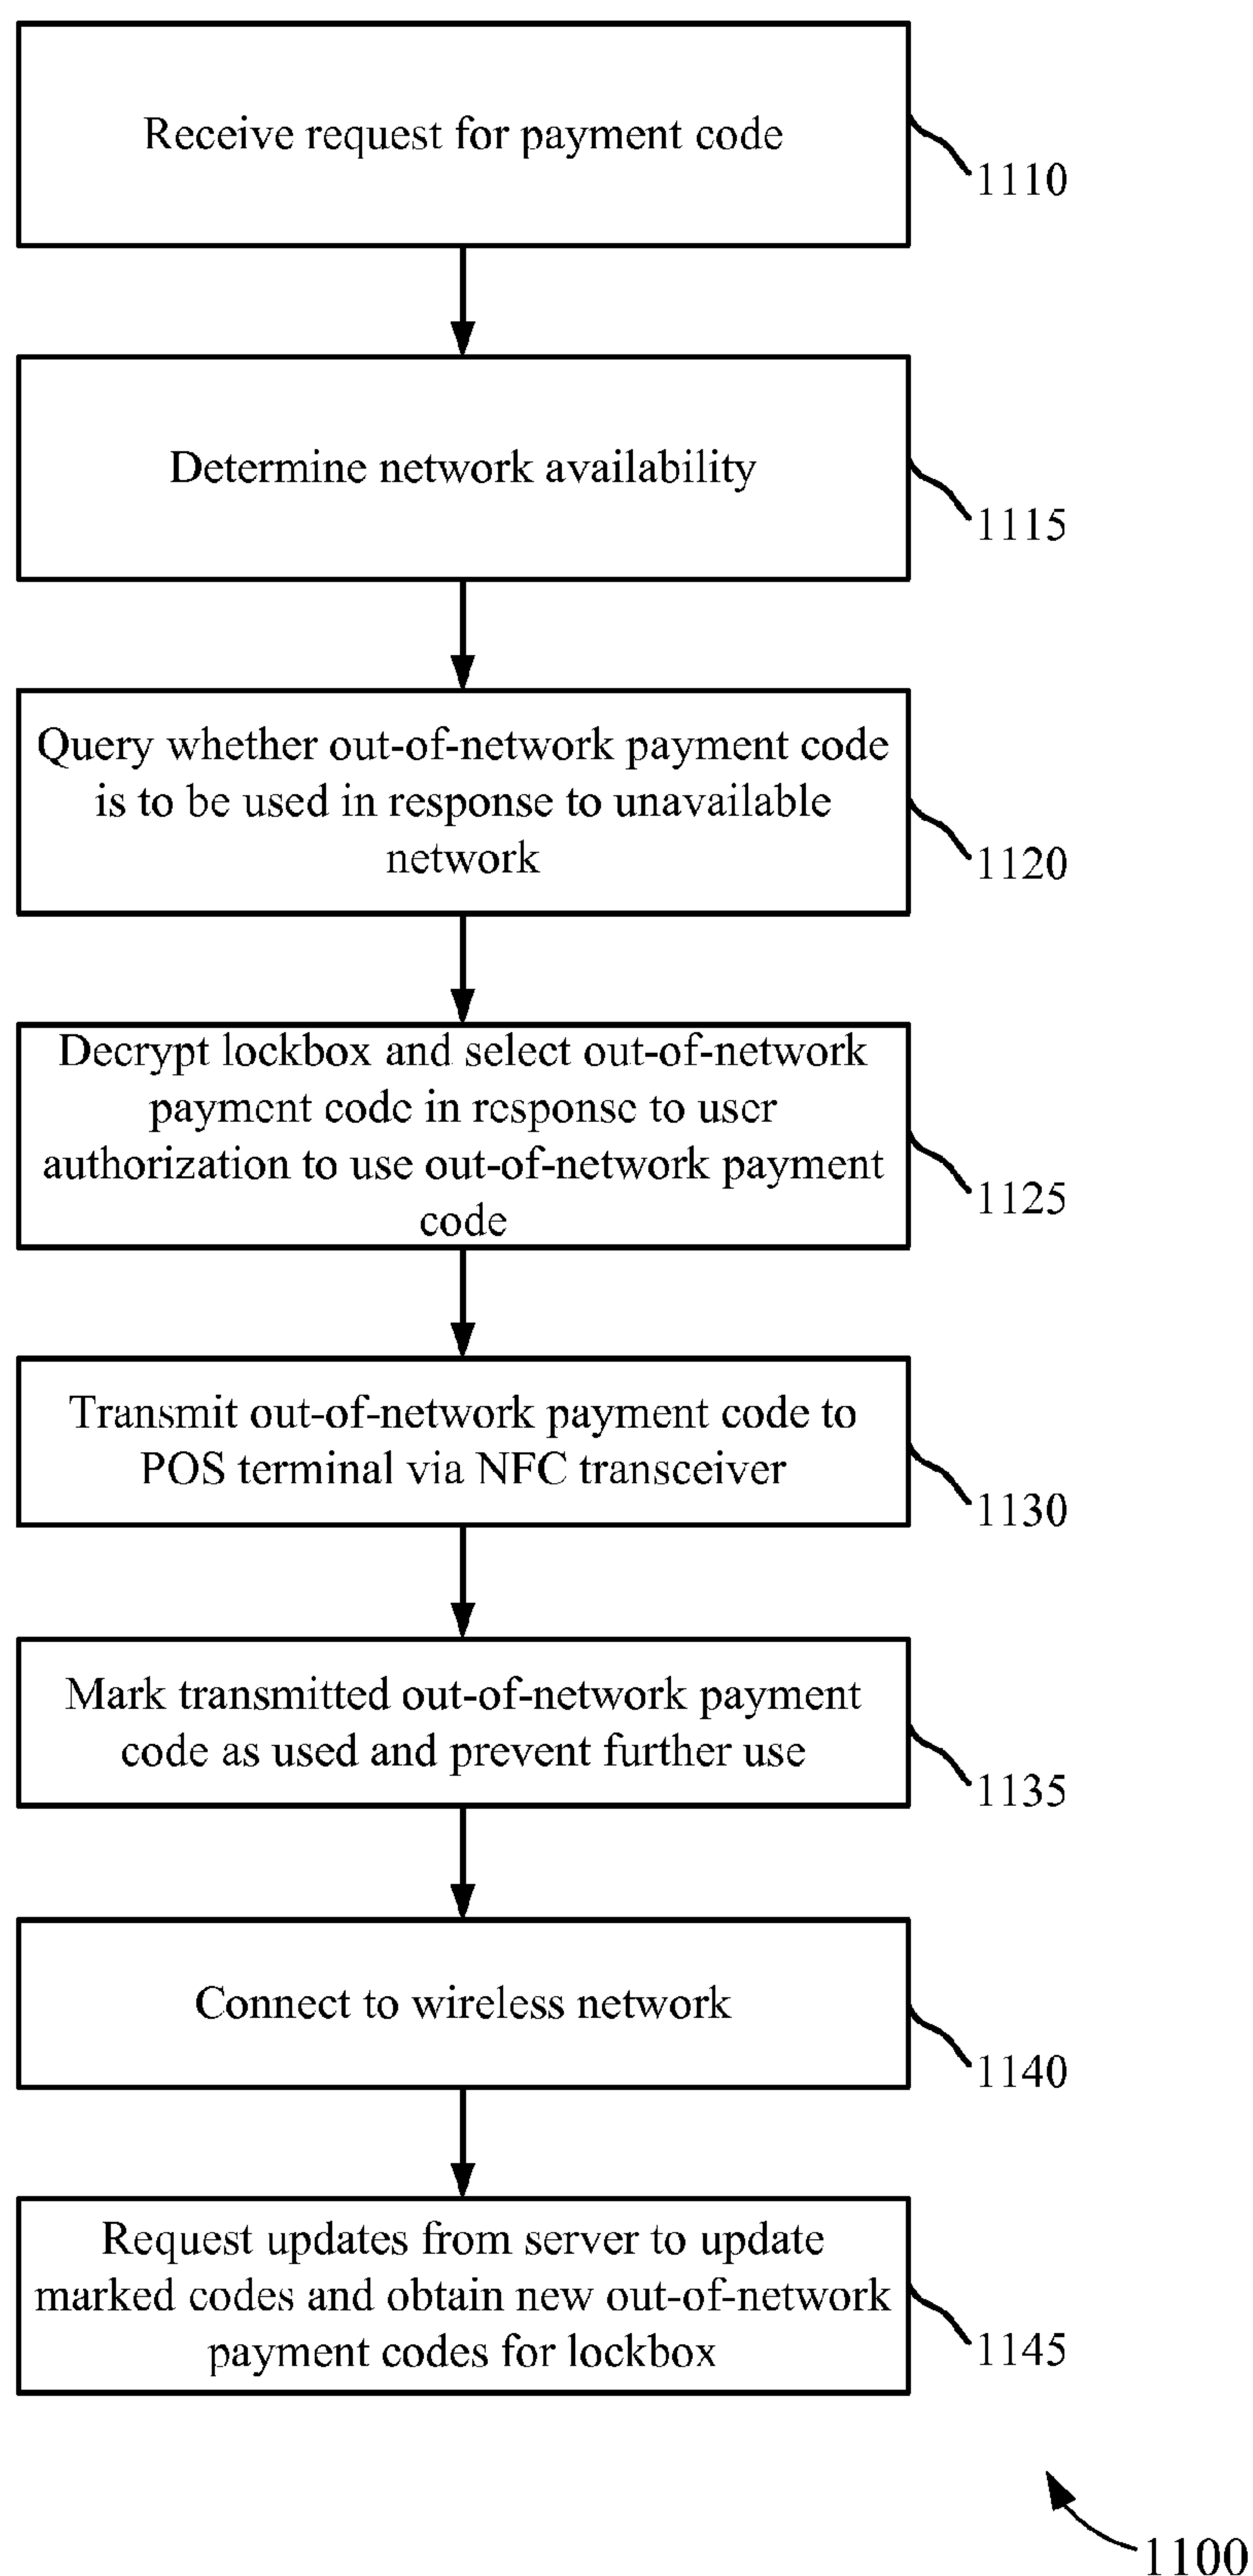 Receive request for payment code
1110
Determine network availability
1115
Query whether out-of-network payment code
is to be used in response to unavailable
network
1120
Decrypt lockbox and select out-of-network
payment code in response to user
authorization to use out-of-network payment
code
1125
Transmit out-of-network payment code to
POS terminal via NFC transceiver
1130
Mark transmitted out-of-network payment
code as used and prevent further use
1135
Connect to wireless network
1140
Request updates from server to update
marked codes and obtain new out-of-network
payment codes for lockbox
1145
1100